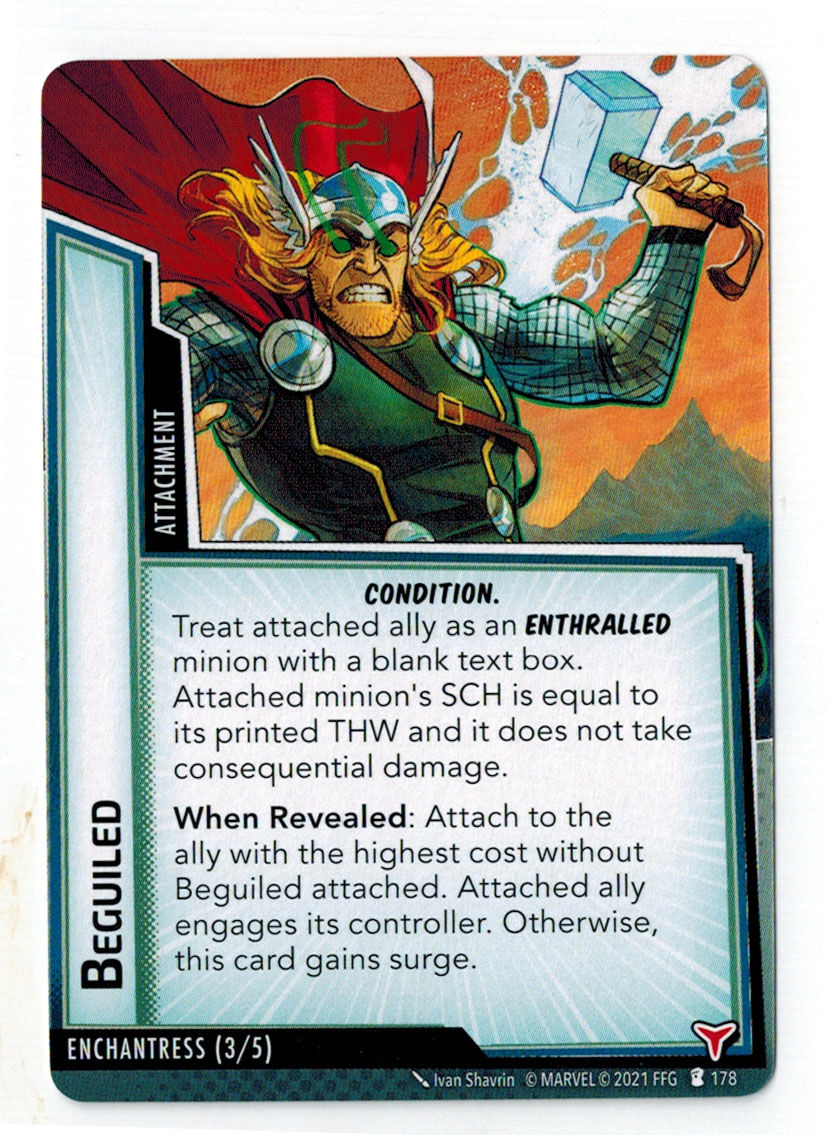 ATTACHMENT
CONDITION.
Treat attached ally as an ENTHRALLED
minion with a blank text box.
Attached minion's SCH is equal to
its printed THW and it does not take
consequential damage.
When Revealed: Attach to the
ally with the highest cost without
Beguiled attached. Attached ally
engages its controller. Otherwise,
this card gains surge.
BEGUILED
ENCHANTRESS (3/5)
Ivan Shavrin © MARVEL © 2021 FFG 178